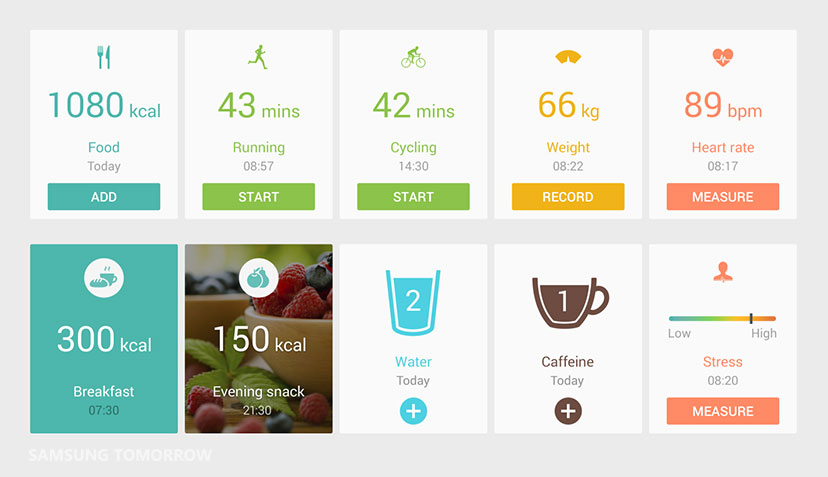 1080 kcal
Food
Today
ADD
43 mins
Running
08:57
START
42 mins
Cycling
14:30
START
66 kg
Weight
08:22
RECORD
89 bpm
Heart rate
08:17
MEASURE
300 kcal
Breakfast
07:30
150 kcal
Evening snack
21:30
2
Water
Today
1
Caffeine
Today
Low High
Stress
08:20
MEASURE
SAMSUNG TOMORROW